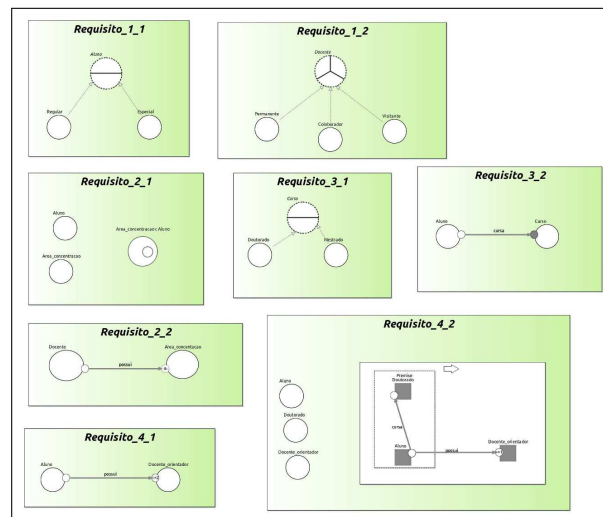 Requisito_1_1
Aluno
Regular
Especial
Requisito_1_2
Docente
Permanente
Colaborador
Visitante
Requisito_2_1
Aluno
Area_concentracao: Aluno
Area_concentracao
Requisito_3_1
Curso
Doutorado
Mestrado
Requisito_3_2
Aluno
Curso
cursa
Requisito_2_2
Docente
Area_concentacao
possui
Requisito_4_1
Aluno
Docente_orientador
possui
Requisito_4_2
Aluno
Doutorado
Docente_orientador
Premise
Doutorado
cursa
Aluno
Docente_orientador
possui